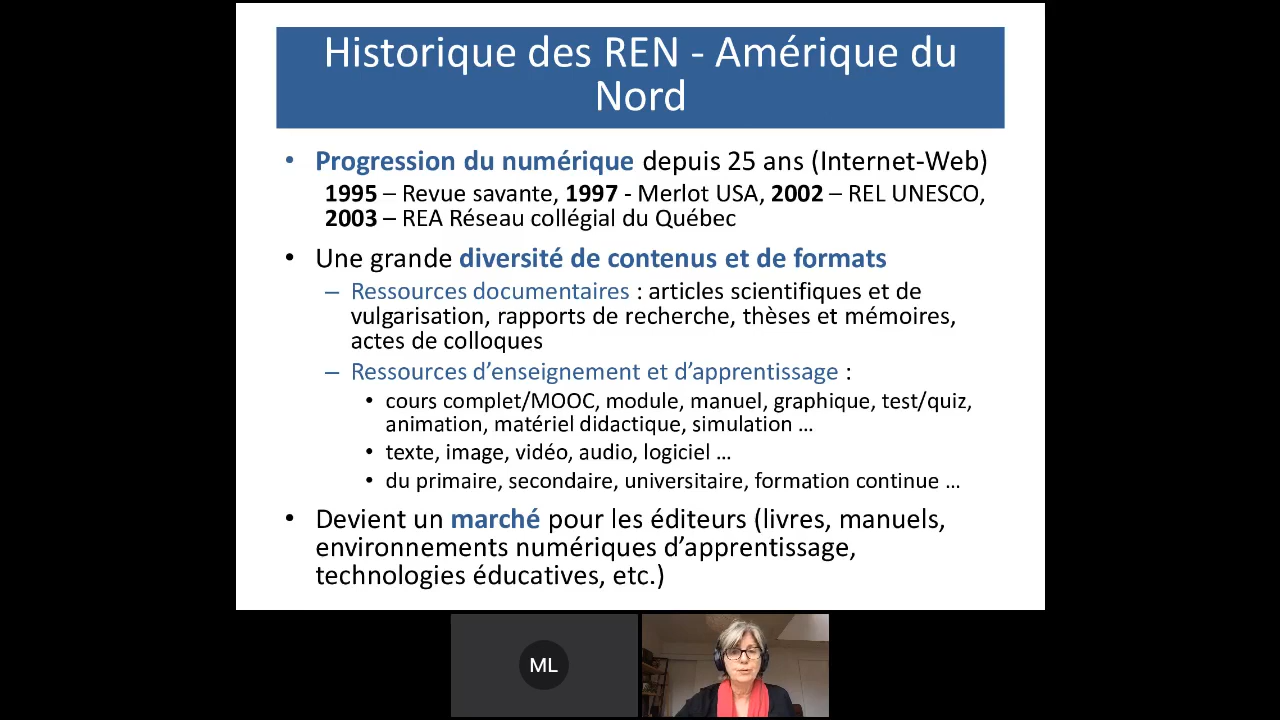 Historique des REN - Amérique du
Nord
• Progression du numérique depuis 25 ans (Internet-Web)
1995 – Revue savante, 1997 - Merlot USA, 2002 – REL UNESCO,
2003 – REA Réseau collégial du Québec
• Une grande diversité de contenus et de formats
– Ressources documentaires : articles scientifiques et de
vulgarisation, rapports de recherche, thèses et mémoires,
actes de colloques
– Ressources d’enseignement et d’apprentissage :
• cours complet/MOOC, module, manuel, graphique, test/quiz,
animation, matériel didactique, simulation …
• texte, image, vidéo, audio, logiciel …
• du primaire, secondaire, universitaire, formation continue …
• Devient un marché pour les éditeurs (livres, manuels,
environnements numériques d’apprentissage,
technologies éducatives, etc.)
ML